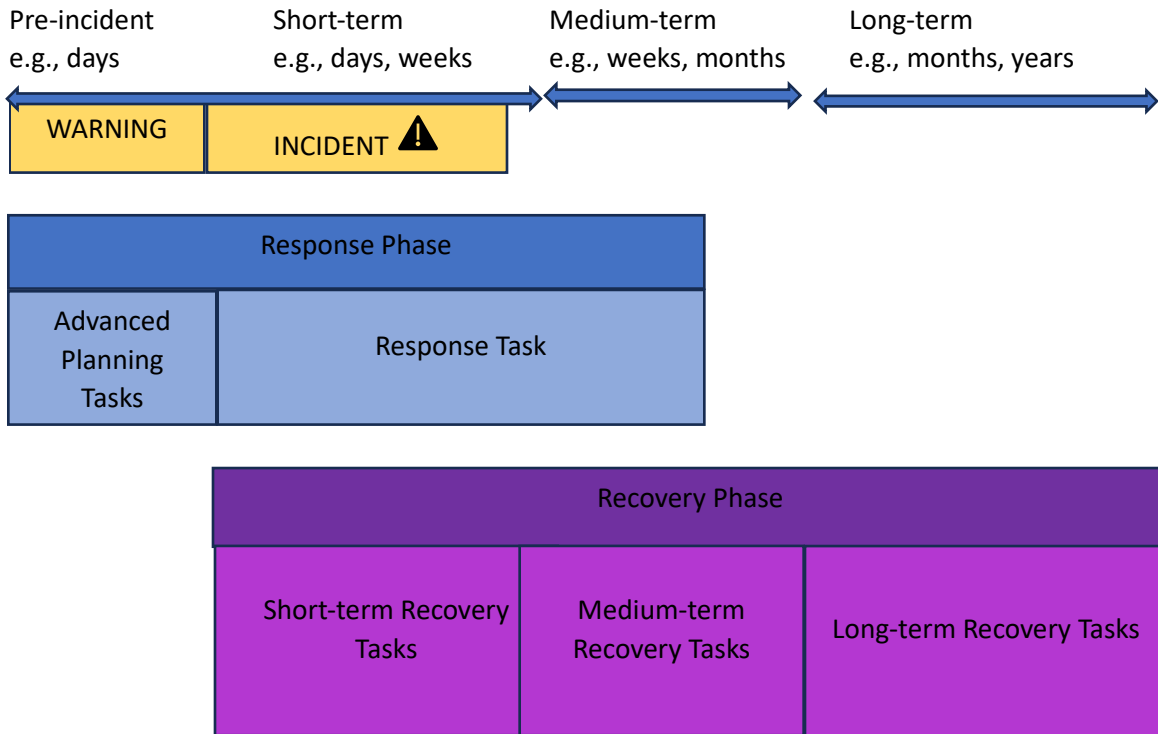 Pre-incident
e.g., days
Short-term
e.g., days, weeks
Medium-term
e.g., weeks, months
Long-term
e.g., months, years
WARNING
INCIDENT
Response Phase
Advanced
Planning
Tasks
Response Task
Recovery Phase
Short-term Recovery
Tasks
Medium-term
Recovery Tasks
Long-term Recovery Tasks